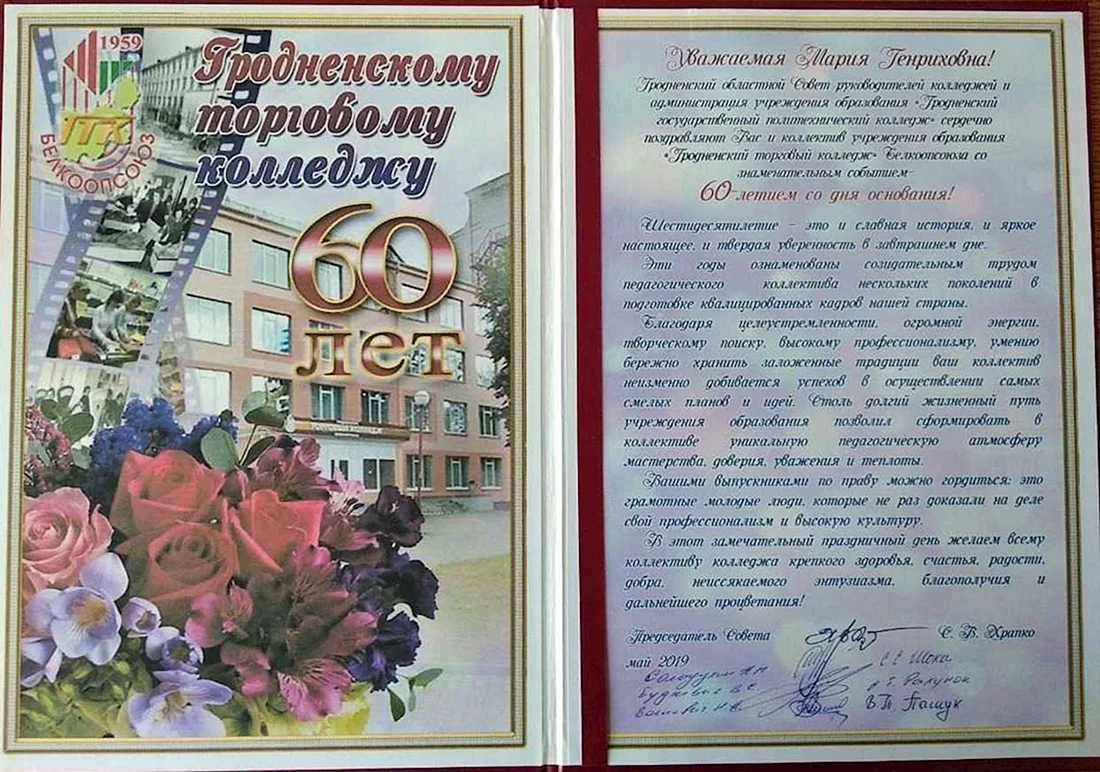 1959
ГТК
БЕЛКООПСОЮЗ
Гродненскому
торговому
колледжу
60
лет
Уважаемая Мария Генриховна!
Гродненский областной Совет руководителей колледжей и
администрация учреждения образования «Гродненский
государственный политехнический колледж» сердечно
поздравляют Вас и коллектив учреждения образования
«Гродненский торговый колледж» Белкоопсоюза со
знаменательным событием-
60-летием со дня основания!
Шестидесятилетие – это и славная история, и яркое
настоящее, и твердая уверенность в завтрашнем дне.
Эти годы ознаменованы созидательным трудом
педагогического коллектива нескольких поколений в
подготовке квалицированных кадров нашей страны.
Благодаря целеустремленности, огромной энергии,
творческому поиску, высокому профессионализму, умению
бережно хранить заложенные традиции ваш коллектив
неизменно добивается успехов в осуществлении самых
смелых планов и идей. Столь долгий жизненный путь
учреждения образования позволил сформировать в
коллективе уникальную педагогическую атмосферу
мастерства, доверия, уважения и теплоты.
Вашими выпускниками по праву можно гордиться: это
грамотные молодые люди, которые не раз доказали на деле
свой профессионализм и высокую культуру.
В этот замечательный праздничный день желаем всему
коллективу колледжа крепкого здоровья, счастья, радости,
добра, неиссякаемого энтузиазма, благополучия и
дальнейшего процветания!
Председатель Совета С. В. Храпко
май 2019
С.С. Шока
Ракунок
В.П. Пашук